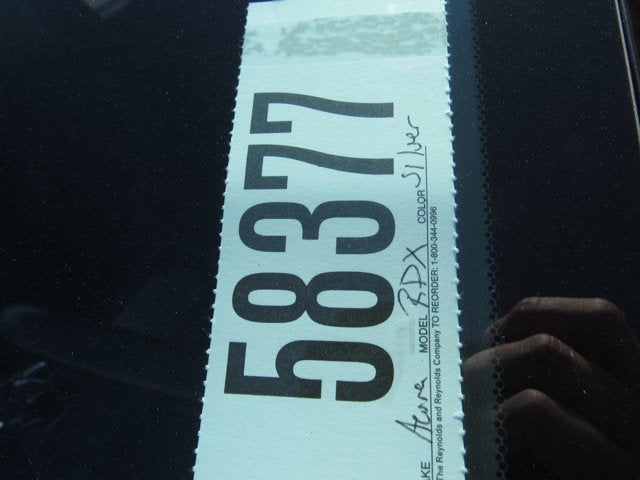 58377
KE Acura MODEL RDX COLOR Silver
The Reynolds and Reynolds Company TO REORDER: 1-800-344-0996